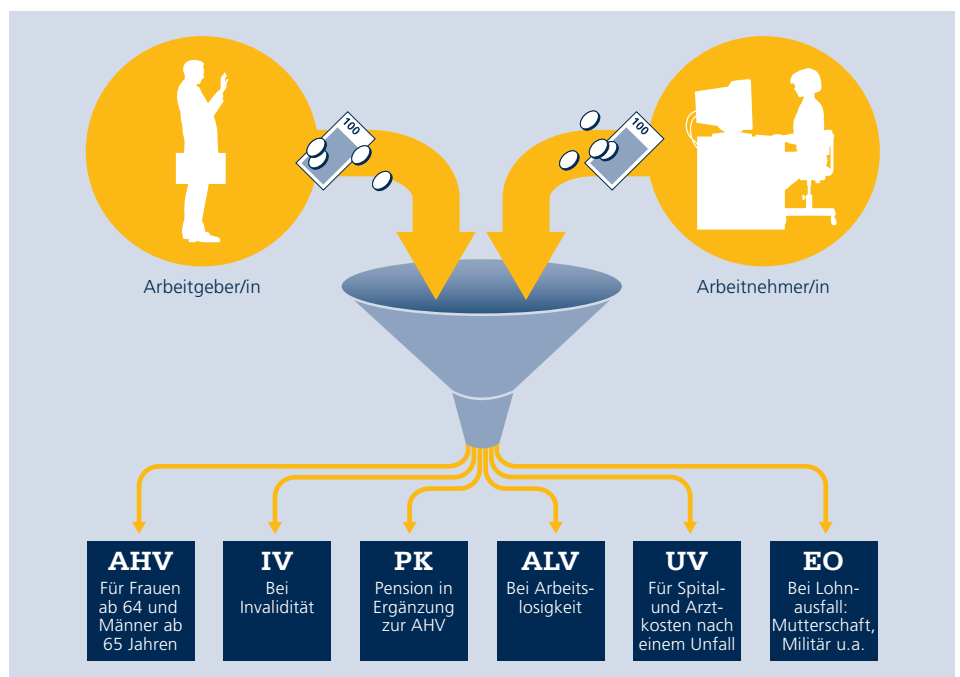 100
100
Arbeitgeber/in
Arbeitnehmer/in
AHV
Für Frauen
ab 64 und
Männer ab
65 Jahren
IV
Bei
Invalidität
PK
Pension in
Ergänzung
zur AHV
ALV
Bei Arbeits-
losigkeit
UV
Für Spital-
und Arzt-
kosten nach
einem Unfall
EO
Bei Lohn-
ausfall:
Mutterschaft,
Militär u.a.